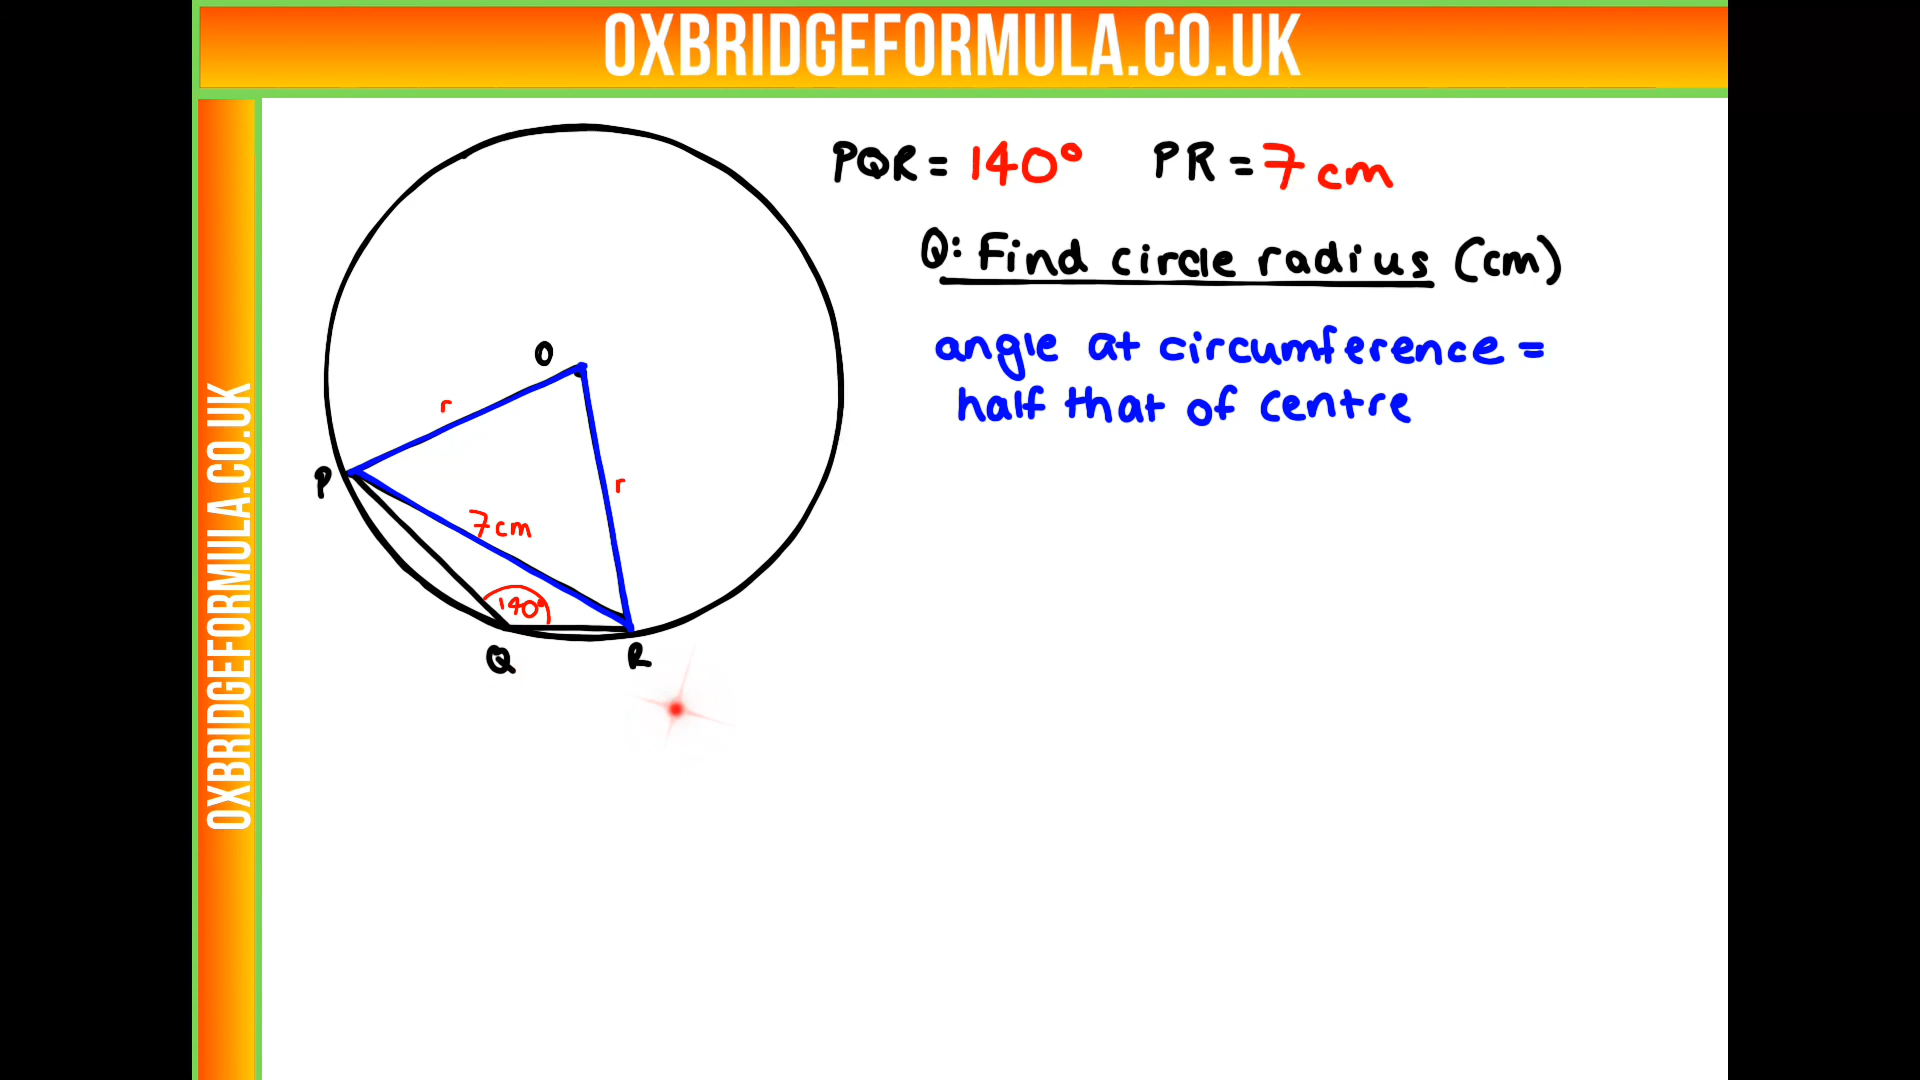 OXBRIDGEFORMULA.CO.UK
OXBRIDGEFORMULA.CO.UK
PQR = 140° PR = 7 cm
Q: Find circle radius (cm)
angle at circumference =
half that of centre
O
r
P
r
7cm
140°
Q
R